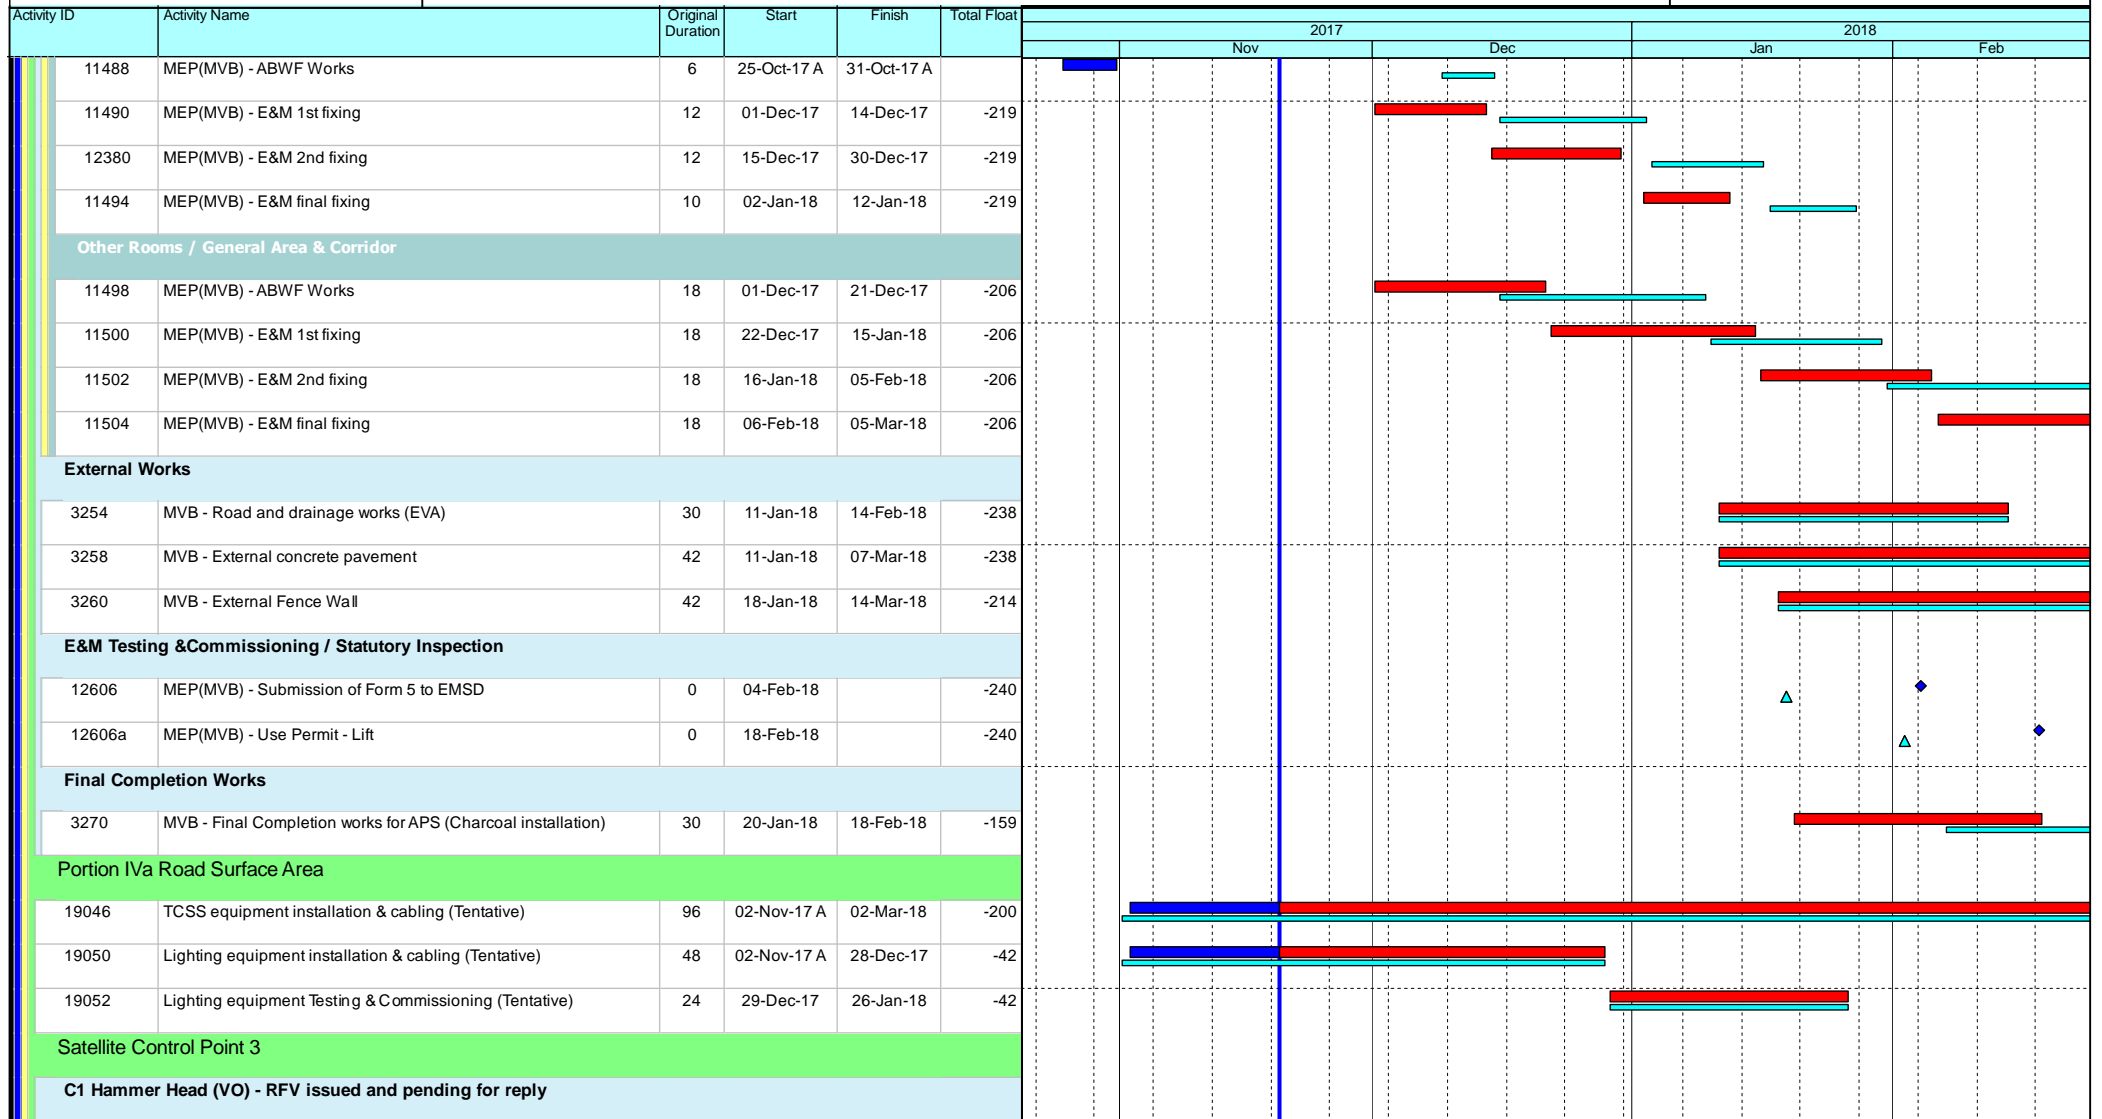 Activity ID Activity Name Original Duration Start Finish Total Float
2017 2018
Nov Dec Jan Feb
11488 MEP(MVB) - ABWF Works 6 25-Oct-17 A 31-Oct-17 A
11490 MEP(MVB) - E&M 1st fixing 12 01-Dec-17 14-Dec-17 -219
12380 MEP(MVB) - E&M 2nd fixing 12 15-Dec-17 30-Dec-17 -219
11494 MEP(MVB) - E&M final fixing 10 02-Jan-18 12-Jan-18 -219
Other Rooms / General Area & Corridor
11498 MEP(MVB) - ABWF Works 18 01-Dec-17 21-Dec-17 -206
11500 MEP(MVB) - E&M 1st fixing 18 22-Dec-17 15-Jan-18 -206
11502 MEP(MVB) - E&M 2nd fixing 18 16-Jan-18 05-Feb-18 -206
11504 MEP(MVB) - E&M final fixing 18 06-Feb-18 05-Mar-18 -206
External Works
3254 MVB - Road and drainage works (EVA) 30 11-Jan-18 14-Feb-18 -238
3258 MVB - External concrete pavement 42 11-Jan-18 07-Mar-18 -238
3260 MVB - External Fence Wall 42 18-Jan-18 14-Mar-18 -214
E&M Testing &Commissioning / Statutory Inspection
12606 MEP(MVB) - Submission of Form 5 to EMSD 0 04-Feb-18 -240
12606a MEP(MVB) - Use Permit - Lift 0 18-Feb-18 -240
Final Completion Works
3270 MVB - Final Completion works for APS (Charcoal installation) 30 20-Jan-18 18-Feb-18 -159
Portion IVa Road Surface Area
19046 TCSS equipment installation & cabling (Tentative) 96 02-Nov-17 A 02-Mar-18 -200
19050 Lighting equipment installation & cabling (Tentative) 48 02-Nov-17 A 28-Dec-17 -42
19052 Lighting equipment Testing & Commissioning (Tentative) 24 29-Dec-17 26-Jan-18 -42
Satellite Control Point 3
C1 Hammer Head (VO) - RFV issued and pending for reply